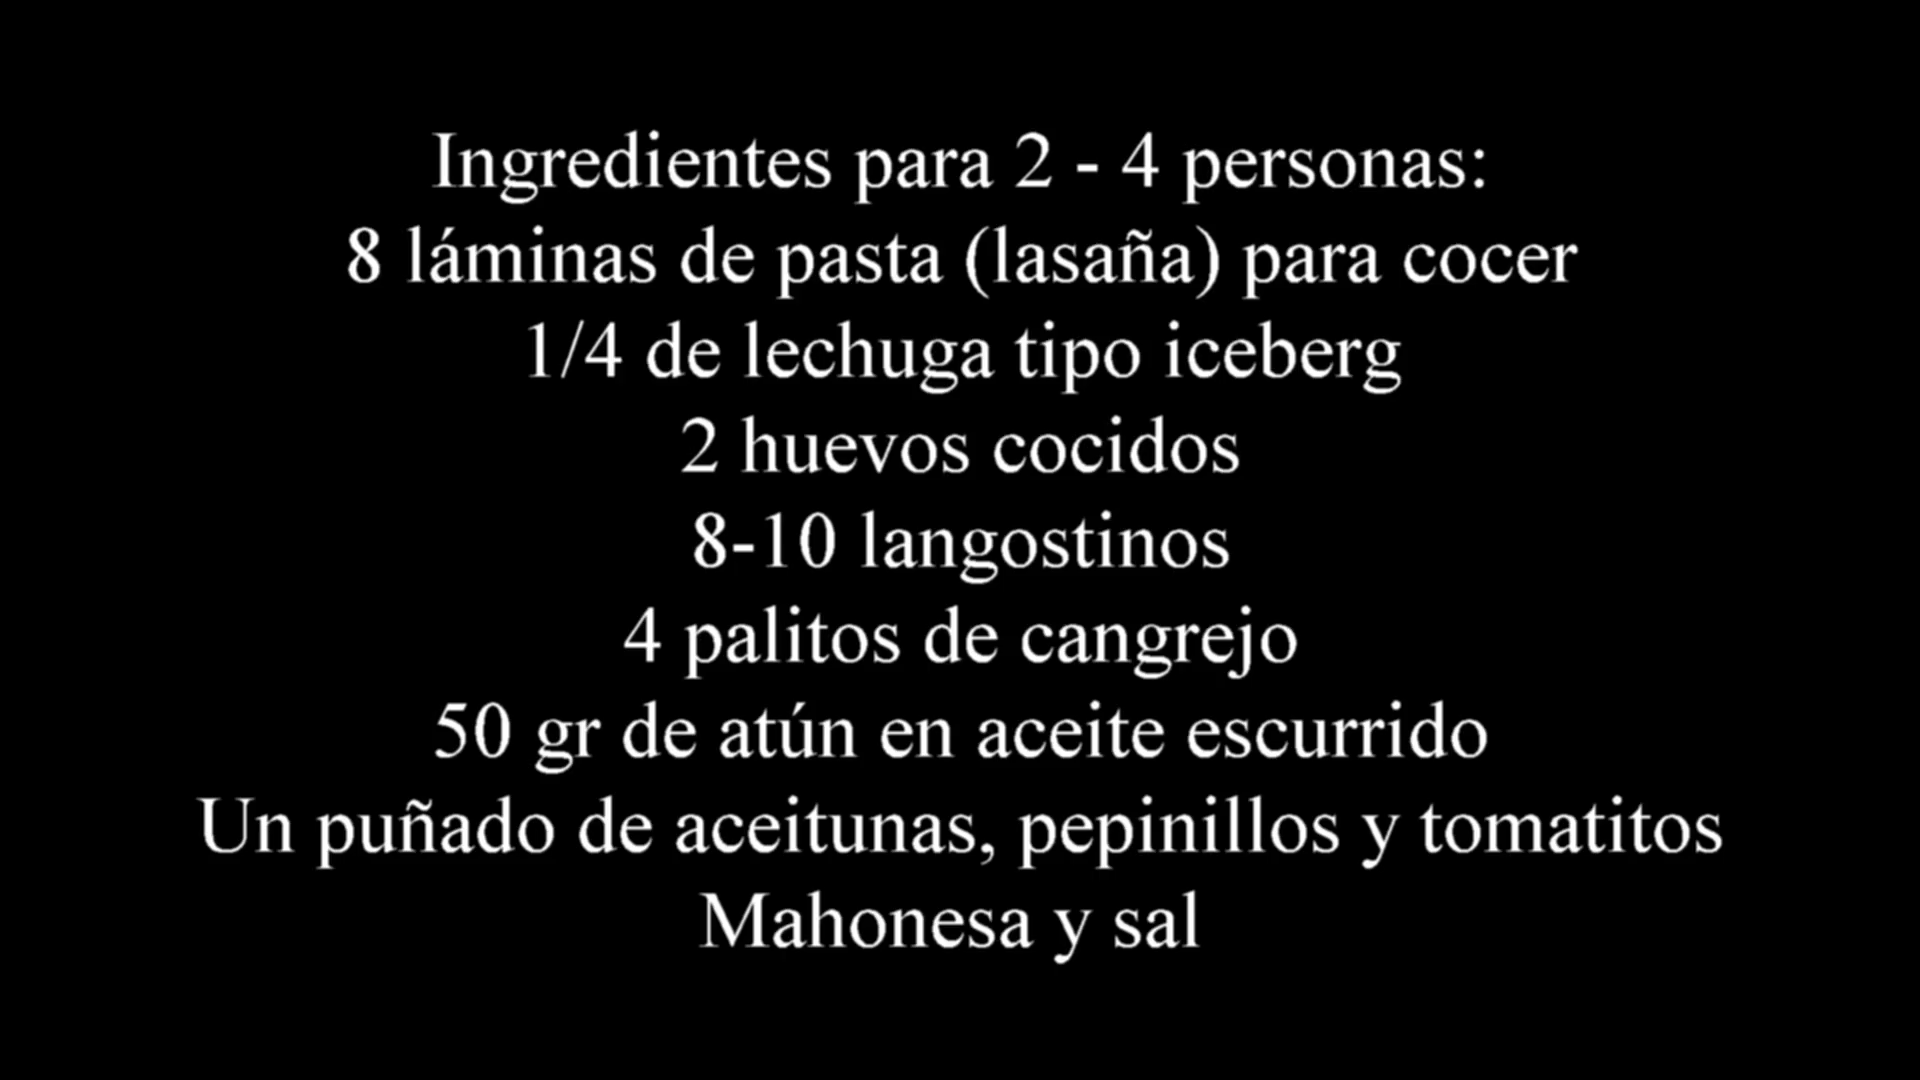 Ingredientes para 2 - 4 personas:
8 láminas de pasta (lasaña) para cocer
1/4 de lechuga tipo iceberg
2 huevos cocidos
8-10 langostinos
4 palitos de cangrejo
50 gr de atún en aceite escurrido
Un puñado de aceitunas, pepinillos y tomatitos
Mahonesa y sal